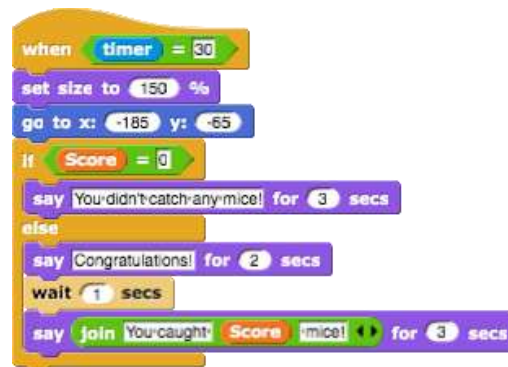 when timer = 30
set size to 150 %
go to x: -185 y: -65
if Score = 0
say You didn't catch any mice! for 3 secs
else
say Congratulations! for 2 secs
wait 1 secs
say join You caught Score mice! for 3 secs